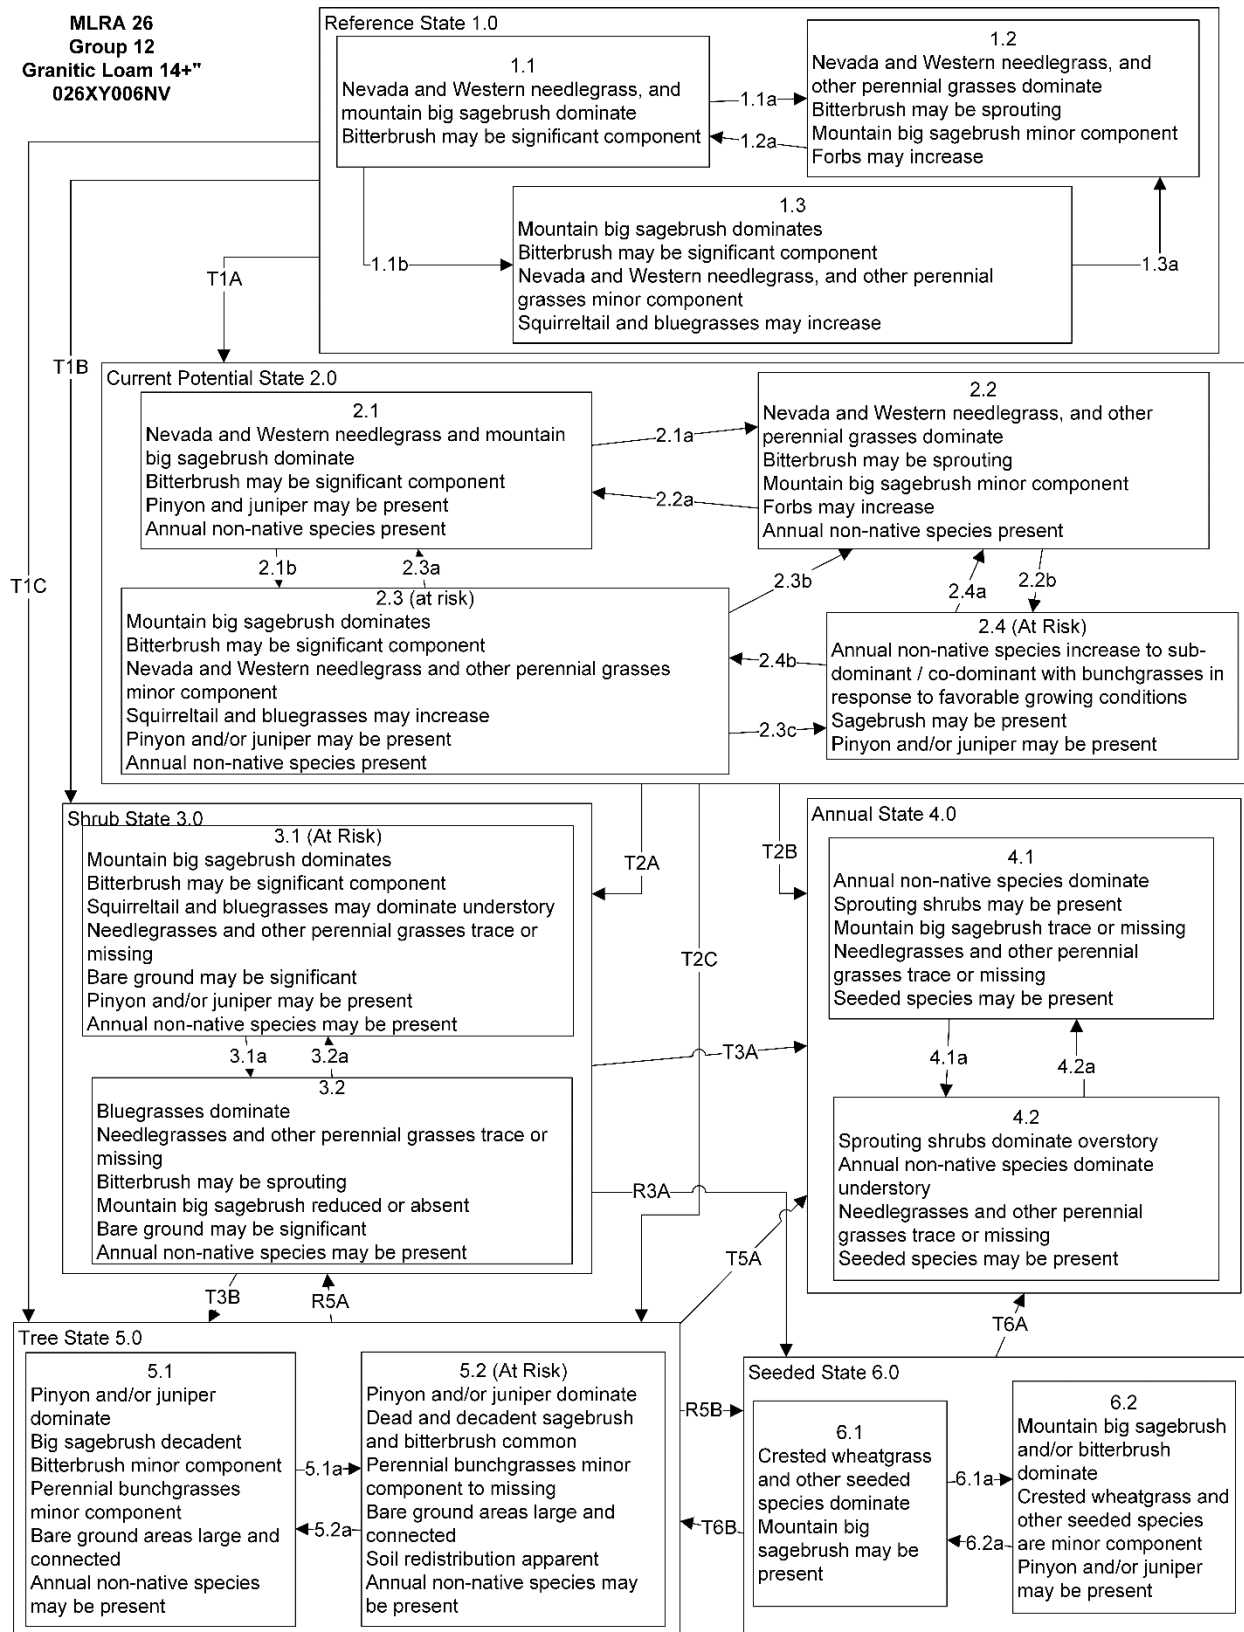 MLRA 26
Group 12
Granitic Loam 14+"
026XY006NV
Reference State 1.0
1.1
Nevada and Western needlegrass, and
mountain big sagebrush dominate
Bitterbrush may be significant component
1.1a
1.2a
1.2
Nevada and Western needlegrass, and
other perennial grasses dominate
Bitterbrush may be sprouting
Mountain big sagebrush minor component
Forbs may increase
1.3
Mountain big sagebrush dominates
Bitterbrush may be significant component
Nevada and Western needlegrass, and other perennial
grasses minor component
Squirreltail and bluegrasses may increase
1.1b
1.3a
T1A
T1B
T1C
Current Potential State 2.0
2.1
Nevada and Western needlegrass and mountain
big sagebrush dominate
Bitterbrush may be significant component
Pinyon and juniper may be present
Annual non-native species present
2.1a
2.2a
2.2
Nevada and Western needlegrass, and other
perennial grasses dominate
Bitterbrush may be sprouting
Mountain big sagebrush minor component
Forbs may increase
Annual non-native species present
2.1b
2.3a
2.3b
2.4a
2.2b
2.3 (at risk)
Mountain big sagebrush dominates
Bitterbrush may be significant component
Nevada and Western needlegrass and other perennial grasses
minor component
Squirreltail and bluegrasses may increase
Pinyon and/or juniper may be present
Annual non-native species present
2.4b
2.3c
2.4 (At Risk)
Annual non-native species increase to sub-
dominant / co-dominant with bunchgrasses in
response to favorable growing conditions
Sagebrush may be present
Pinyon and/or juniper may be present
T2A
T2B
T2C
Shrub State 3.0
3.1 (At Risk)
Mountain big sagebrush dominates
Bitterbrush may be significant component
Squirreltail and bluegrasses may dominate understory
Needlegrasses and other perennial grasses trace or
missing
Bare ground may be significant
Pinyon and/or juniper may be present
Annual non-native species may be present
3.1a
3.2a
3.2
Bluegrasses dominate
Needlegrasses and other perennial grasses trace or
missing
Bitterbrush may be sprouting
Mountain big sagebrush reduced or absent
Bare ground may be significant
Annual non-native species may be present
T3A
R3A
T3B
R5A
T5A
Annual State 4.0
4.1
Annual non-native species dominate
Sprouting shrubs may be present
Mountain big sagebrush trace or missing
Needlegrasses and other perennial
grasses trace or missing
Seeded species may be present
4.1a
4.2a
4.2
Sprouting shrubs dominate overstory
Annual non-native species dominate
understory
Needlegrasses and other perennial
grasses trace or missing
Seeded species may be present
T6A
Tree State 5.0
5.1
Pinyon and/or juniper
dominate
Big sagebrush decadent
Bitterbrush minor component
Perennial bunchgrasses
minor component
Bare ground areas large and
connected
Annual non-native species
may be present
5.1a
5.2a
5.2 (At Risk)
Pinyon and/or juniper dominate
Dead and decadent sagebrush
and bitterbrush common
Perennial bunchgrasses minor
component to missing
Bare ground areas large and
connected
Soil redistribution apparent
Annual non-native species may
be present
R5B
T6B
Seeded State 6.0
6.1
Crested wheatgrass
and other seeded
species dominate
Mountain big
sagebrush may be
present
6.1a
6.2a
6.2
Mountain big sagebrush
and/or bitterbrush
dominate
Crested wheatgrass and
other seeded species
are minor component
Pinyon and/or juniper
may be present